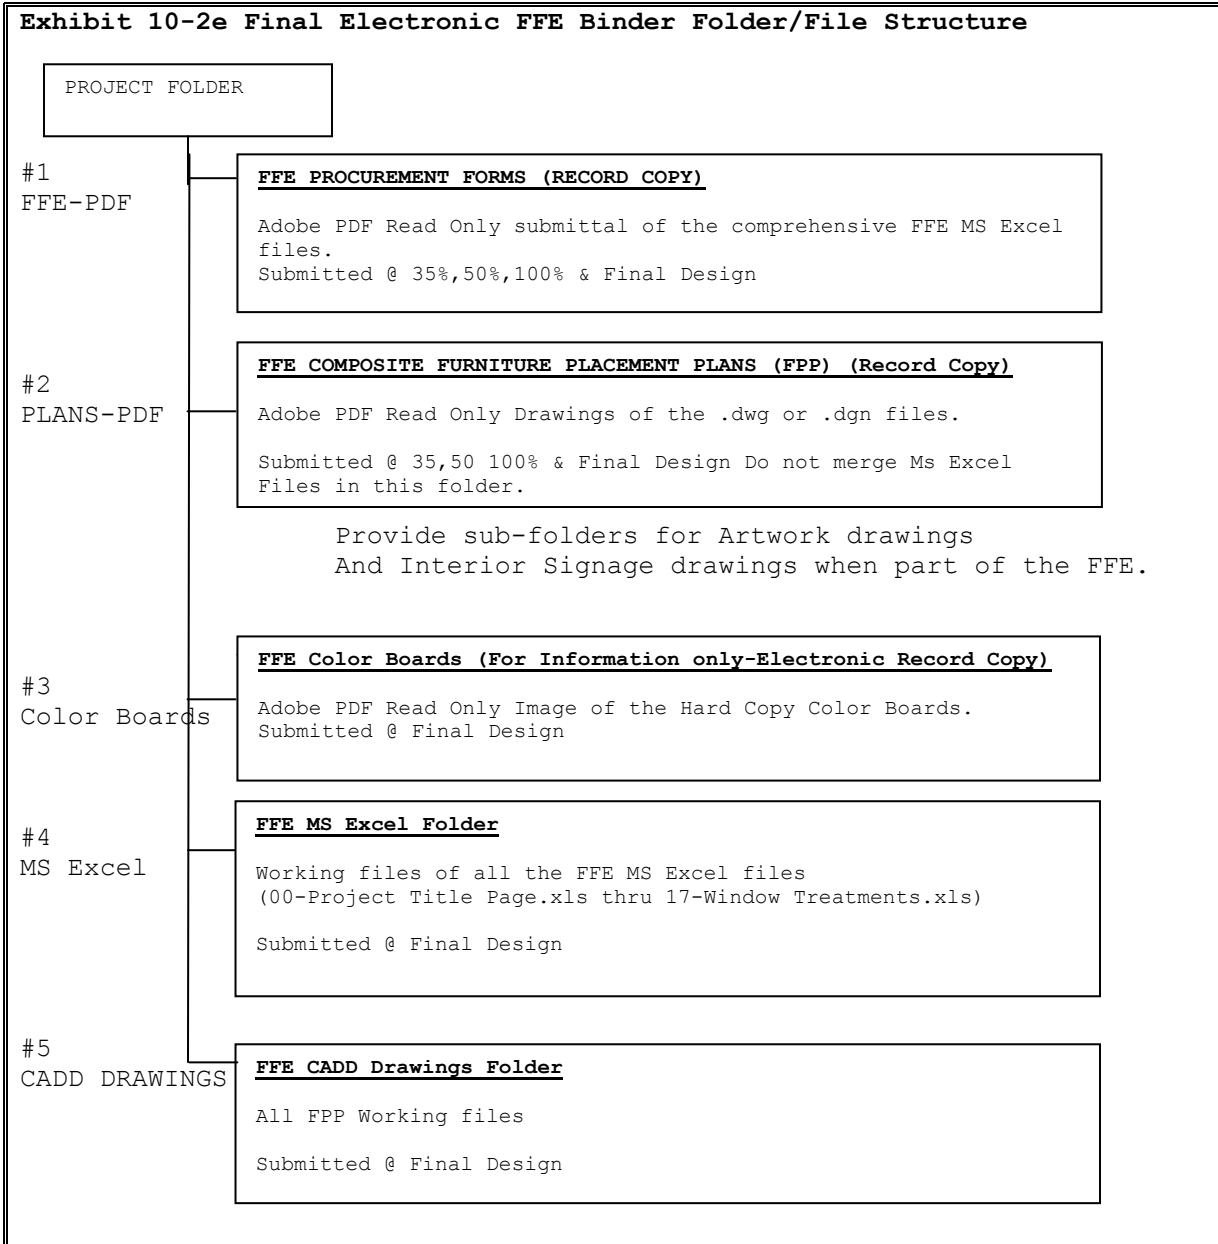 Exhibit 10-2e Final Electronic FFE Binder Folder/File Structure
PROJECT FOLDER
#1
FFE-PDF
FFE PROCUREMENT FORMS (RECORD COPY)
Adobe PDF Read Only submittal of the comprehensive FFE MS Excel
files.
Submitted @ 35%,50%,100% & Final Design
#2
PLANS-PDF
FFE COMPOSITE FURNITURE PLACEMENT PLANS (FPP) (Record Copy)
Adobe PDF Read Only Drawings of the .dwg or .dgn files.
Submitted @ 35,50 100% & Final Design Do not merge Ms Excel
Files in this folder.
Provide sub-folders for Artwork drawings
And Interior Signage drawings when part of the FFE.
#3
Color Boards
FFE Color Boards (For Information only-Electronic Record Copy)
Adobe PDF Read Only Image of the Hard Copy Color Boards.
Submitted @ Final Design
#4
MS Excel
FFE MS Excel Folder
Working files of all the FFE MS Excel files
(00-Project Title Page.xls thru 17-Window Treatments.xls)
Submitted @ Final Design
#5
CADD DRAWINGS
FFE CADD Drawings Folder
All FPP Working files
Submitted @ Final Design